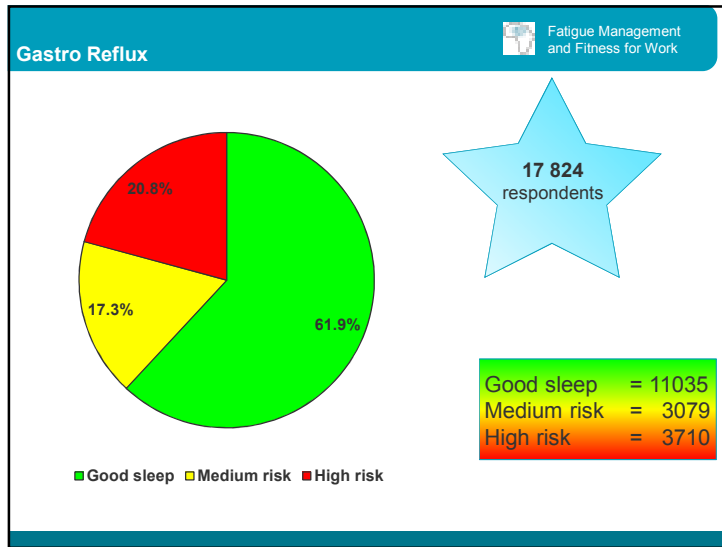 Gastro Reflux
Fatigue Management
and Fitness for Work
17 824
respondents
20.8%
17.3%
61.9%
Good sleep = 11035
Medium risk = 3079
High risk = 3710
Good sleep Medium risk High risk